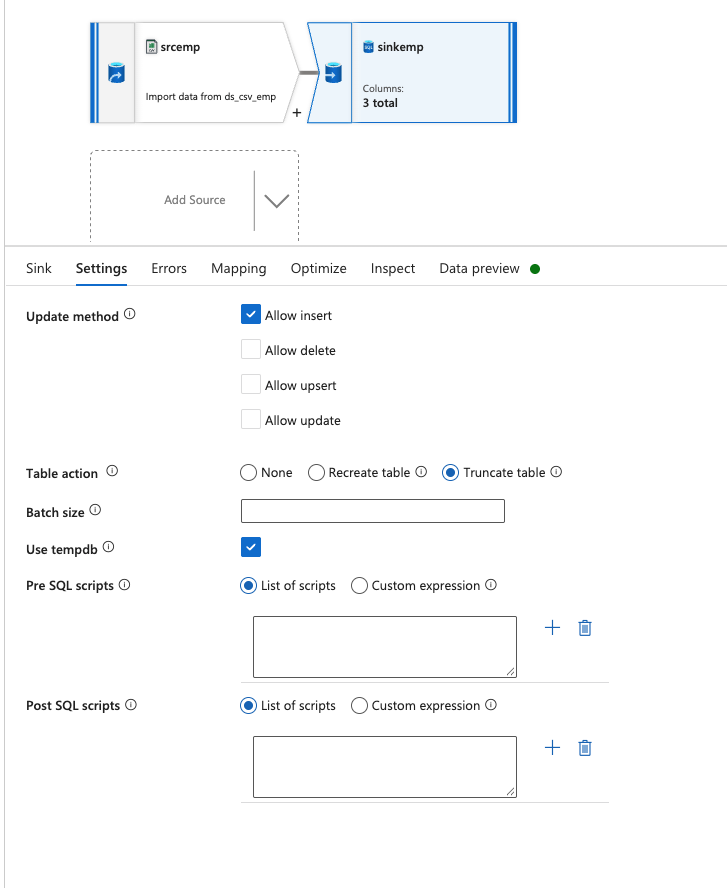 srcemp
Import data from ds_csv_emp
+
sinkemp
Columns:
3 total
Add Source
Sink Settings Errors Mapping Optimize Inspect Data preview
Update method
Allow insert
Allow delete
Allow upsert
Allow update
Table action
None Recreate table Truncate table
Batch size
Use tempdb
Pre SQL scripts
List of scripts Custom expression
Post SQL scripts
List of scripts Custom expression